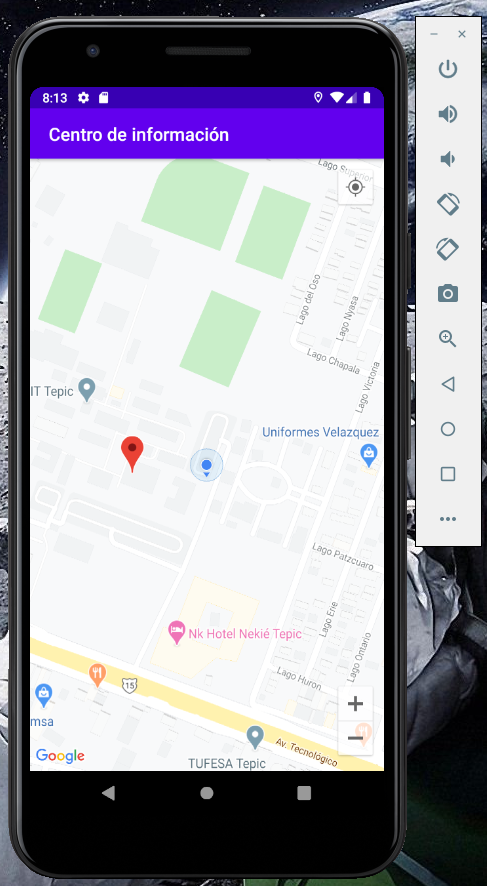 8:13
Centro de información
Lago Superior
Lago del Oso
Lago Nyasa
Lago Chapala
Lago Victoria
IT Tepic
Uniformes Velazquez
Lago Patzcuaro
Lago Erie
Nk Hotel Nekié Tepic
Lago Ontario
Lago Huron
15
msa
Av. Tecnológico
Google
TUFESA Tepic